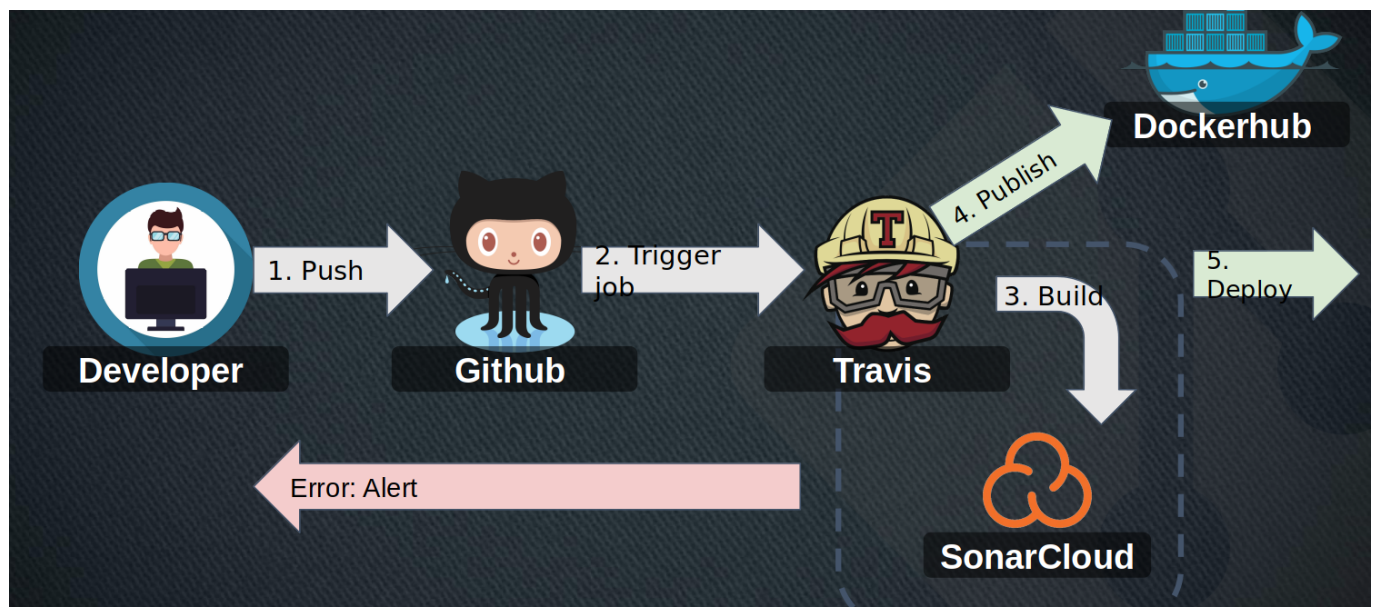 Dockerhub
4. Publish
T
1. Push
2. Trigger
job
3. Build
5.
Deploy
Developer
Github
Travis
Error: Alert
SonarCloud